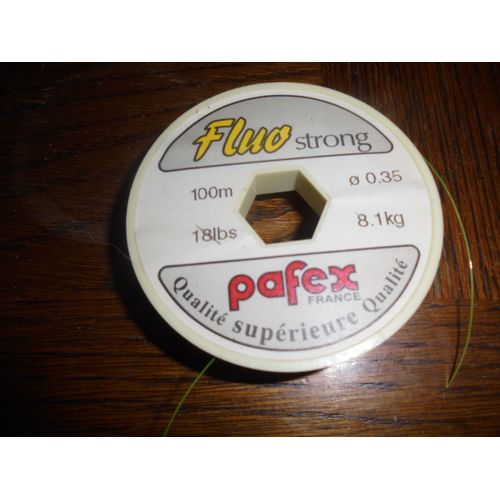 Fluo strong
100m ø 0.35
18lbs 8.1kg
pafex
FRANCE
Qualité supérieure Qualité